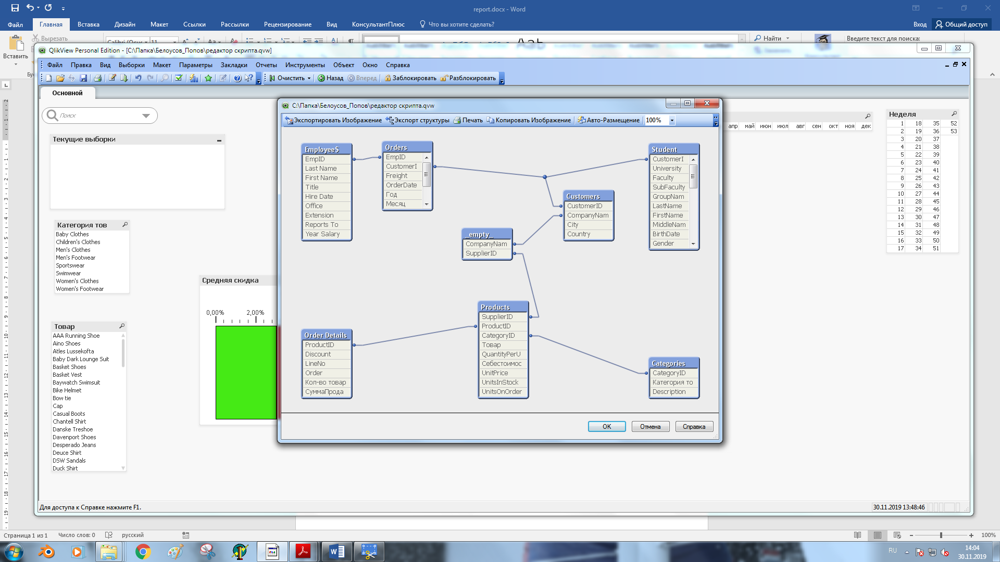 report.docx - Word
Файл Главная Вставка Дизайн Макет Ссылки Рассылки Рецензирование Вид КонсультантПлюс Что вы хотите сделать? Вход Общий доступ
Вставить
Вырезать
11
Найти
Введите текст для поиска:
QlikView Personal Edition - [C:\Папка\Белоусов_Попов\редактор скрипта.qvw]
Файл Правка Вид Выборки Макет Параметры Закладки Отчеты Инструменты Объект Окно Справка
Очистить Назад Вперед Заблокировать Разблокировать
Основной
Поиск
Текущие выборки
Категория тов
Baby Clothes
Children's Clothes
Men's Clothes
Men's Footwear
Sportswear
Swimwear
Women's Clothes
Women's Footwear
Товар
AAA Running Shoe
Aino Shoes
Atles Lussekofta
Baby Dark Lounge Suit
Basket Shoes
Basket Vest
Baywatch Swimsuit
Bike Helmet
Bow tie
Cap
Casual Boots
Chantell Shirt
Danske Treshoe
Davenport Shoes
Desperado Jeans
Deuce Shirt
DSW Sandals
Duck Shirt
Средняя скидка
0,00% 2,00%
C:\Папка\Белоусов_Попов\редактор скрипта.qvw
Экспортировать Изображение Экспорт структуры Печать Копировать Изображение Авто-Размещение 100%
Employee$
EmpID
Last Name
First Name
Title
Hire Date
Office
Extension
Reports To
Year Salary
Orders
EmpID
CustomerI
Freight
OrderDate
Год
Месяц
Student
CustomerI
University
Faculty
SubFaculty
GroupNam
LastName
FirstName
MiddleNam
BirthDate
Gender
Customers
CustomerID
CompanyNam
City
Country
_empty_
CompanyNam
SupplierID
Products
SupplierID
ProductID
CategoryID
Товар
QuantityPerU
Себестоимос
UnitPrice
UnitsInStock
UnitsOnOrder
Order Details
ProductID
Discount
LineNo
Order
Кол-во товар
СуммаПрода
Categories
CategoryID
Категория то
Description
OK Отмена Справка
апр май июн июл авг сен окт ноя дек
Неделя
1 18 35 52
2 19 36 53
3 20 37
4 21 38
5 22 39
6 23 40
7 24 41
8 25 42
9 26 43
10 27 44
11 28 45
12 29 46
13 30 47
14 31 48
15 32 49
16 33 50
17 34 51
Для доступа к Справке нажмите F1.
30.11.2019 13:48:46
Страница 1 из 1 Число слов: 0 русский
100%
RU
14:04
30.11.2019